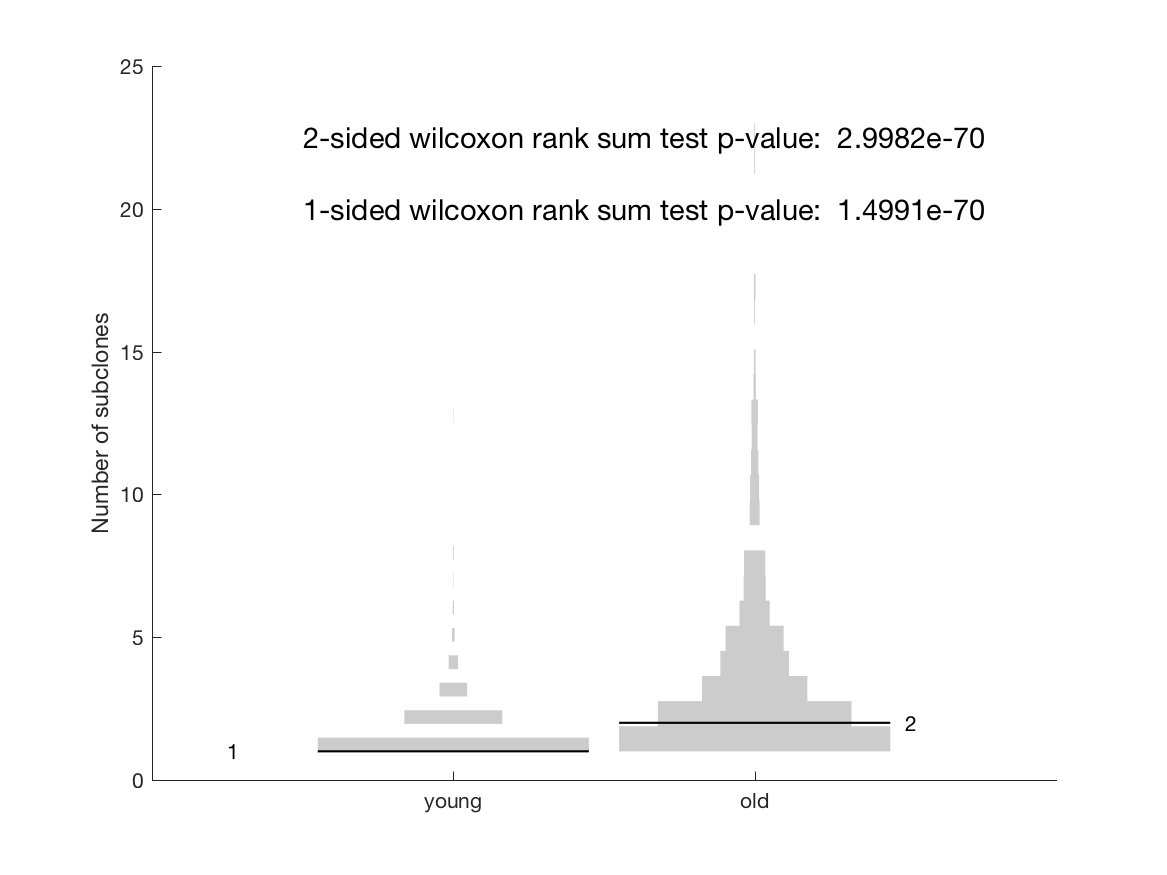 25
2-sided wilcoxon rank sum test p-value: 2.9982e-70
20
1-sided wilcoxon rank sum test p-value: 1.4991e-70
15
Number of subclones
10
5
2
1
0
young old